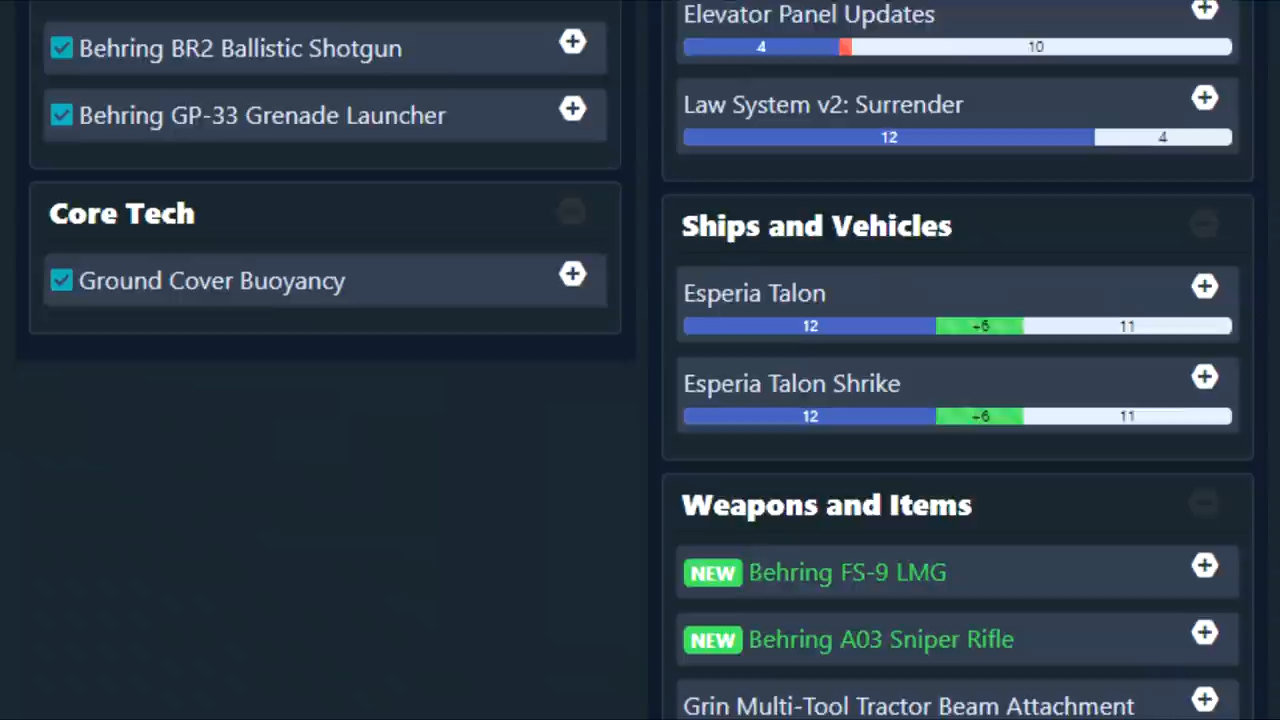 Behring BR2 Ballistic Shotgun
Behring GP-33 Grenade Launcher
Core Tech
Ground Cover Buoyancy
Elevator Panel Updates
4 10
Law System v2: Surrender
12 4
Ships and Vehicles
Esperia Talon
12 +6 11
Esperia Talon Shrike
12 +6 11
Weapons and Items
NEW Behring FS-9 LMG
NEW Behring A03 Sniper Rifle
Grin Multi-Tool Tractor Beam Attachment